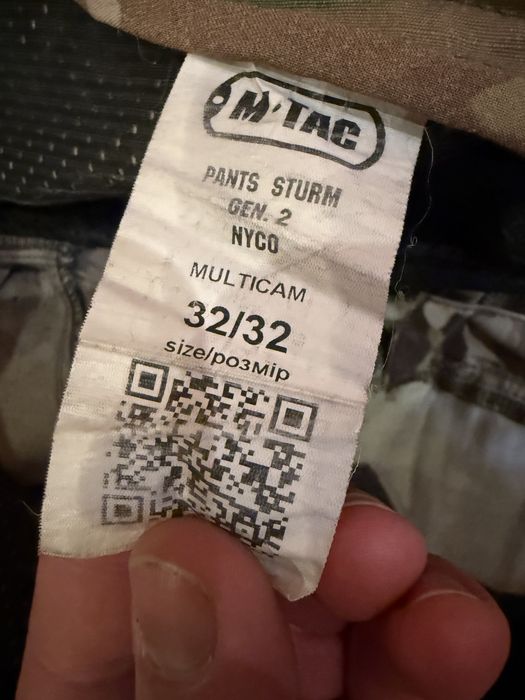 M-TAC
PANTS STURM
GEN. 2
NYCO
MULTICAM
32/32
size/розмір